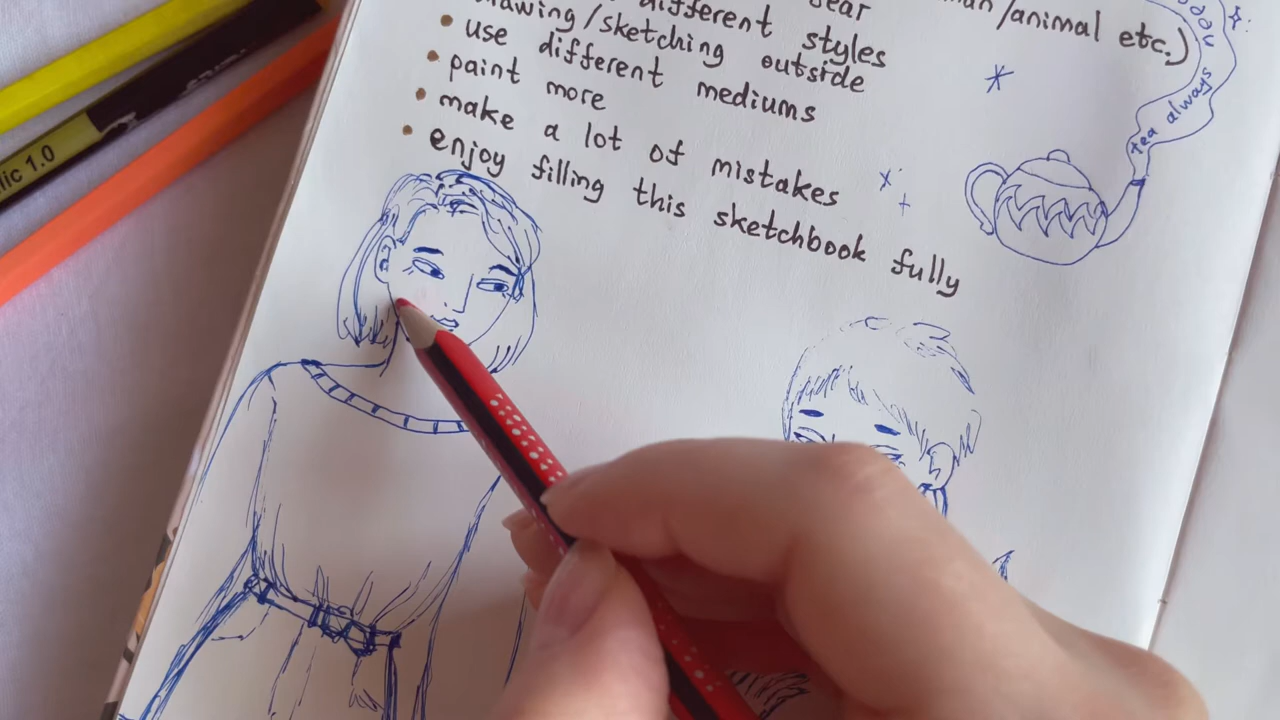 /animal etc.)
different styles
drawing/sketching outside
use different mediums
paint more
make a lot of mistakes
enjoy filling this sketchbook fully
tea always
lic 1.0